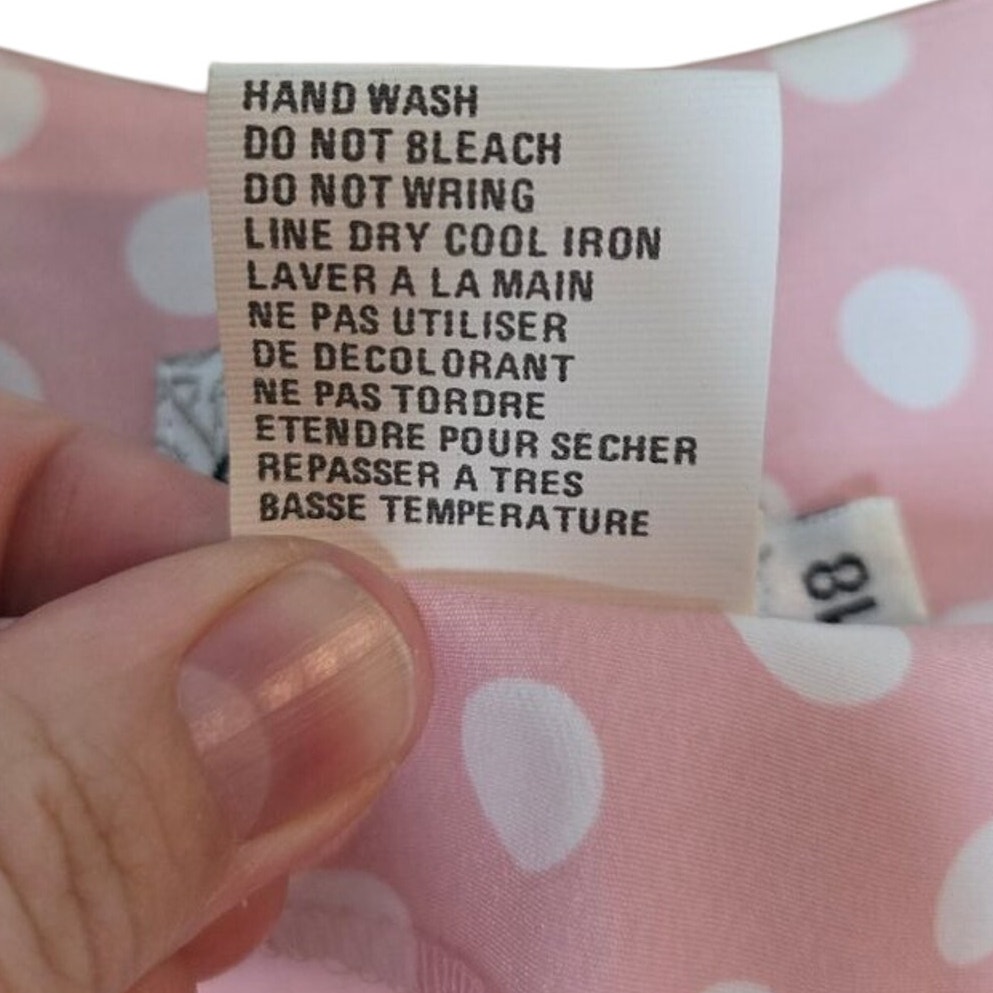 HAND WASH
DO NOT BLEACH
DO NOT WRING
LINE DRY COOL IRON
LAVER A LA MAIN
NE PAS UTILISER
DE DECOLORANT
NE PAS TORDRE
ETENDRE POUR SECHER
REPASSER A TRES
BASSE TEMPERATURE